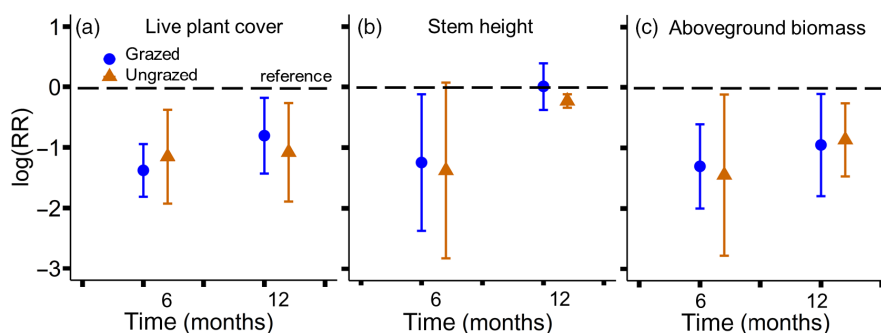 (a) Live plant cover
Grazed
Ungrazed
reference
(b) Stem height
(c) Aboveground biomass
log(RR)
1
0
−1
−2
−3
6 12
Time (months)
6 12
Time (months)
6 12
Time (months)